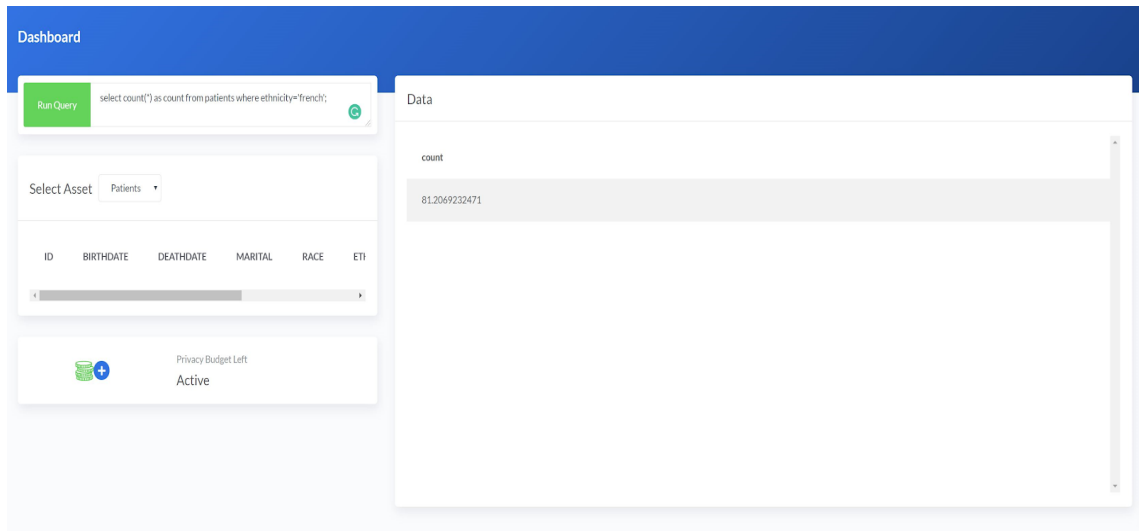 Dashboard
Run Query
select count(*) as count from patients where ethnicity='french';
Select Asset
Patients
ID BIRTHDATE DEATHDATE MARITAL RACE ETH
Privacy Budget Left
Active
Data
count
81.2069232471